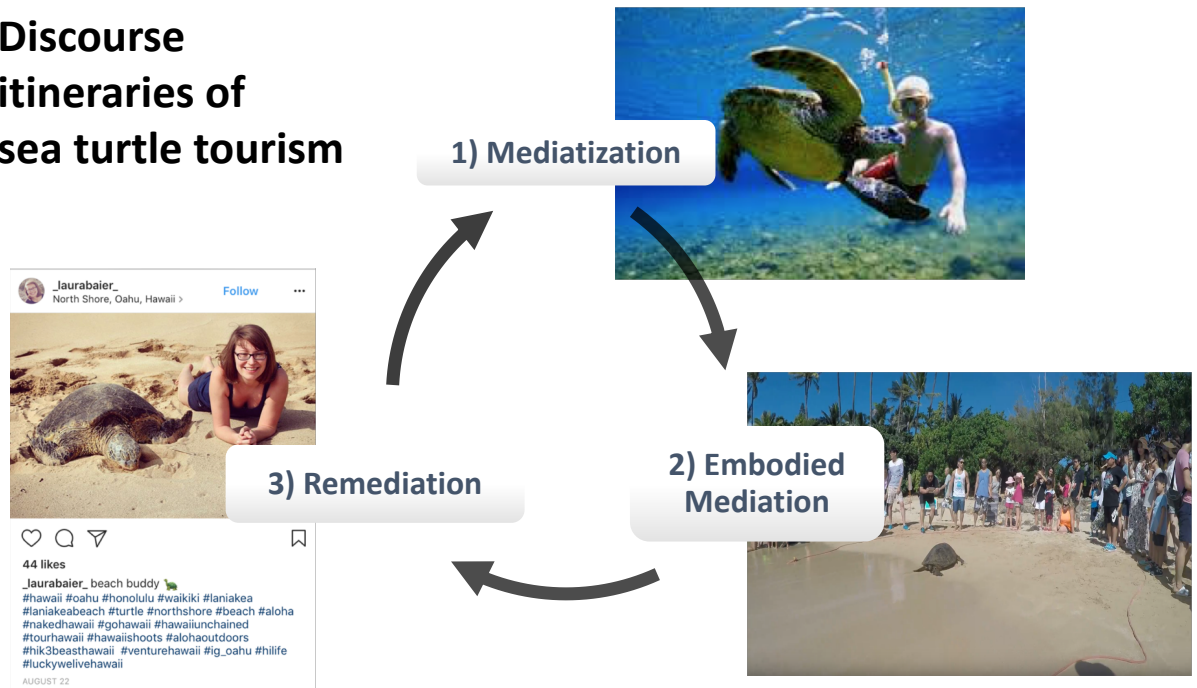 Discourse
itineraries of
sea turtle tourism
1) Mediatization
2) Embodied
Mediation
3) Remediation
_laurabaier_
North Shore, Oahu, Hawaii >
Follow
...
44 likes
_laurabaier_ beach buddy 🐢
#hawaii #oahu #honolulu #waikiki #laniakea
#laniakeabeach #turtle #northshore #beach #aloha
#nakedhawaii #gohawaii #hawaiiunchained
#tourhawaii #hawaiishoots #alohaoutdoors
#hik3beasthawaii #venturehawaii #ig_oahu #hilife
#luckywelivehawaii
AUGUST 22